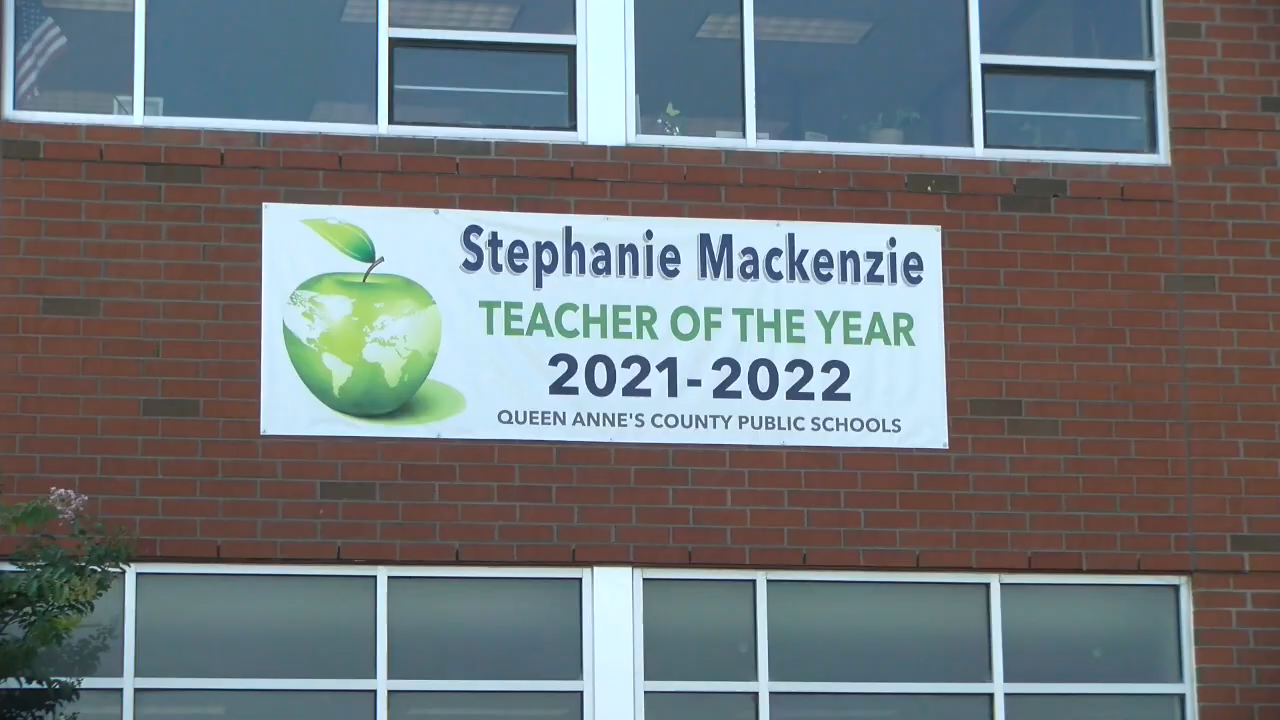 Stephanie Mackenzie
TEACHER OF THE YEAR
2021-2022
QUEEN ANNE'S COUNTY PUBLIC SCHOOLS